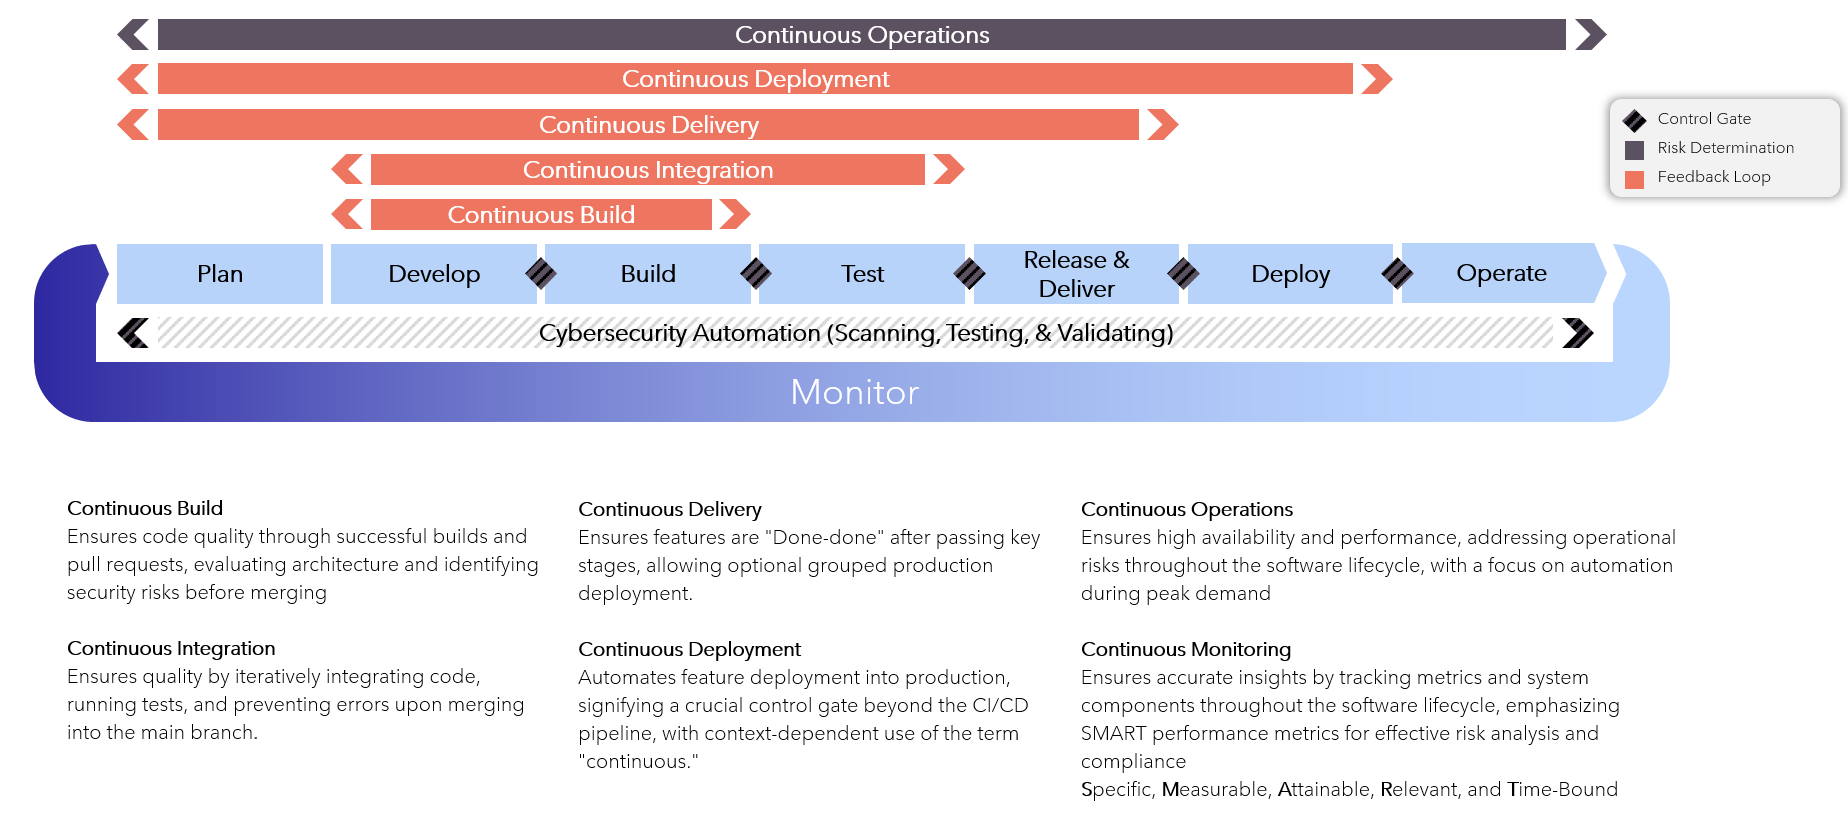 Continuous Operations
Continuous Deployment
Continuous Delivery
Continuous Integration
Continuous Build
Control Gate
Risk Determination
Feedback Loop
Plan
Develop
Build
Test
Release &
Deliver
Deploy
Operate
Cybersecurity Automation (Scanning, Testing, & Validating)
Monitor
Continuous Build
Ensures code quality through successful builds and
pull requests, evaluating architecture and identifying
security risks before merging
Continuous Integration
Ensures quality by iteratively integrating code,
running tests, and preventing errors upon merging
into the main branch.
Continuous Delivery
Ensures features are "Done-done" after passing key
stages, allowing optional grouped production
deployment.
Continuous Deployment
Automates feature deployment into production,
signifying a crucial control gate beyond the CI/CD
pipeline, with context-dependent use of the term
"continuous."
Continuous Operations
Ensures high availability and performance, addressing operational
risks throughout the software lifecycle, with a focus on automation
during peak demand
Continuous Monitoring
Ensures accurate insights by tracking metrics and system
components throughout the software lifecycle, emphasizing
SMART performance metrics for effective risk analysis and
compliance
Specific, Measurable, Attainable, Relevant, and Time-Bound